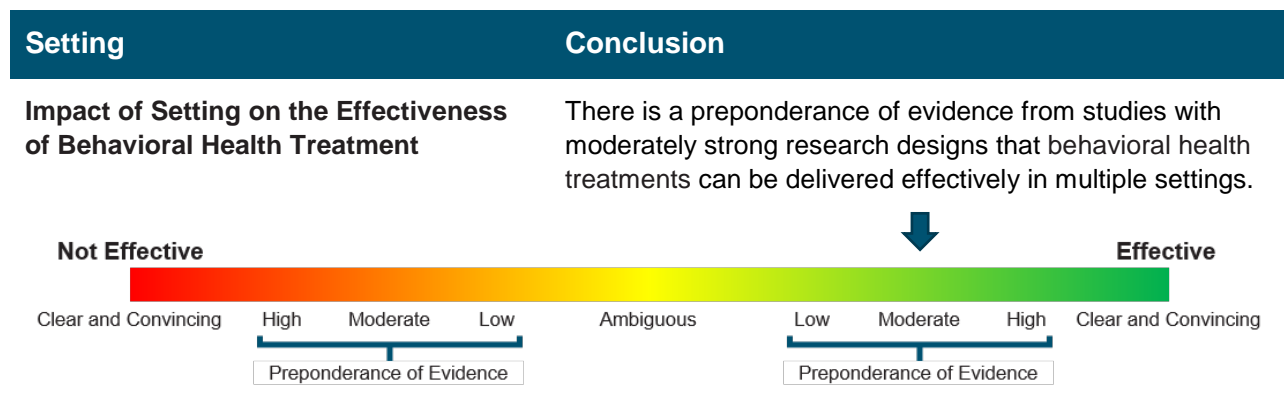 Setting
Conclusion
Impact of Setting on the Effectiveness
of Behavioral Health Treatment
There is a preponderance of evidence from studies with
moderately strong research designs that behavioral health
treatments can be delivered effectively in multiple settings.
Not Effective
Effective
Clear and Convincing
High
Moderate
Low
Ambiguous
Low
Moderate
High
Clear and Convincing
Preponderance of Evidence
Preponderance of Evidence